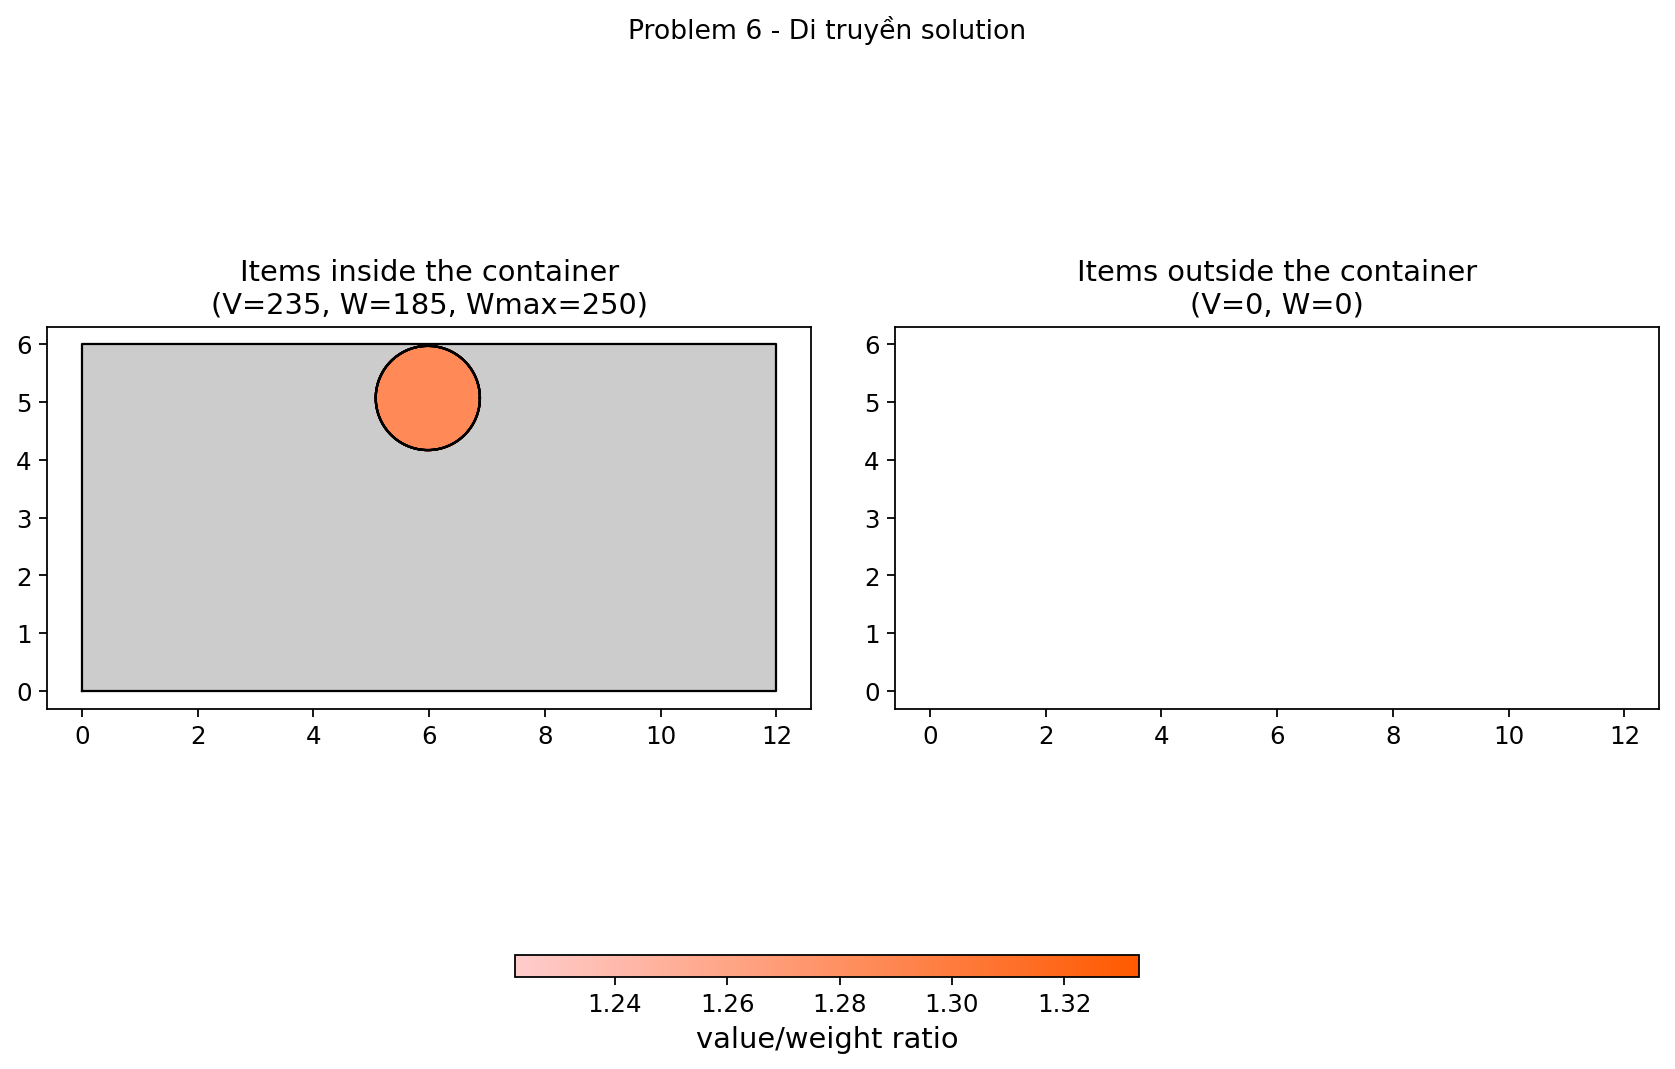 Problem 6 - Di truyền solution
Items inside the container
(V=235, W=185, Wmax=250)
6
5
4
3
2
1
0
0 2 4 6 8 10 12
Items outside the container
(V=0, W=0)
6
5
4
3
2
1
0
0 2 4 6 8 10 12
1.24 1.26 1.28 1.30 1.32
value/weight ratio